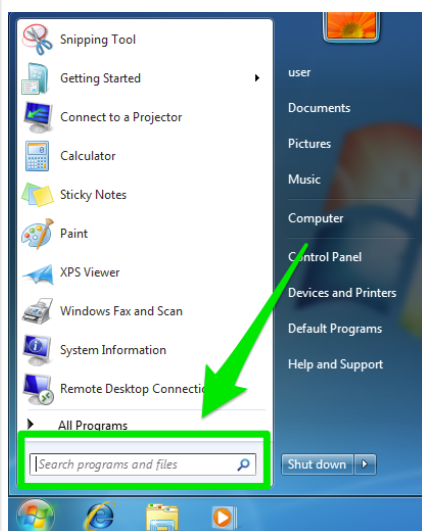 Snipping Tool
Getting Started
Connect to a Projector
Calculator
Sticky Notes
Paint
XPS Viewer
Windows Fax and Scan
System Information
Remote Desktop Connectio
All Programs
Search programs and files
user
Documents
Pictures
Music
Computer
Control Panel
Devices and Printers
Default Programs
Help and Support
Shut down